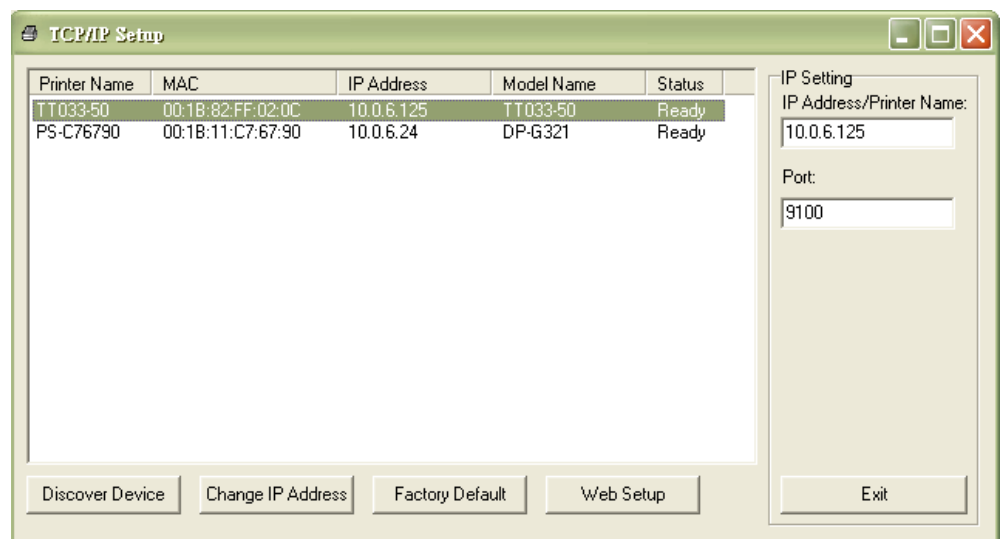 TCP/IP Setup
Printer Name MAC IP Address Model Name Status
TT033-50 00:1B:82:FF:02:0C 10.0.6.125 TT033-50 Ready
PS-C76790 00:1B:11:C7:67:90 10.0.6.24 DP-G321 Ready
IP Setting
IP Address/Printer Name:
10.0.6.125
Port:
9100
Discover Device Change IP Address Factory Default Web Setup Exit